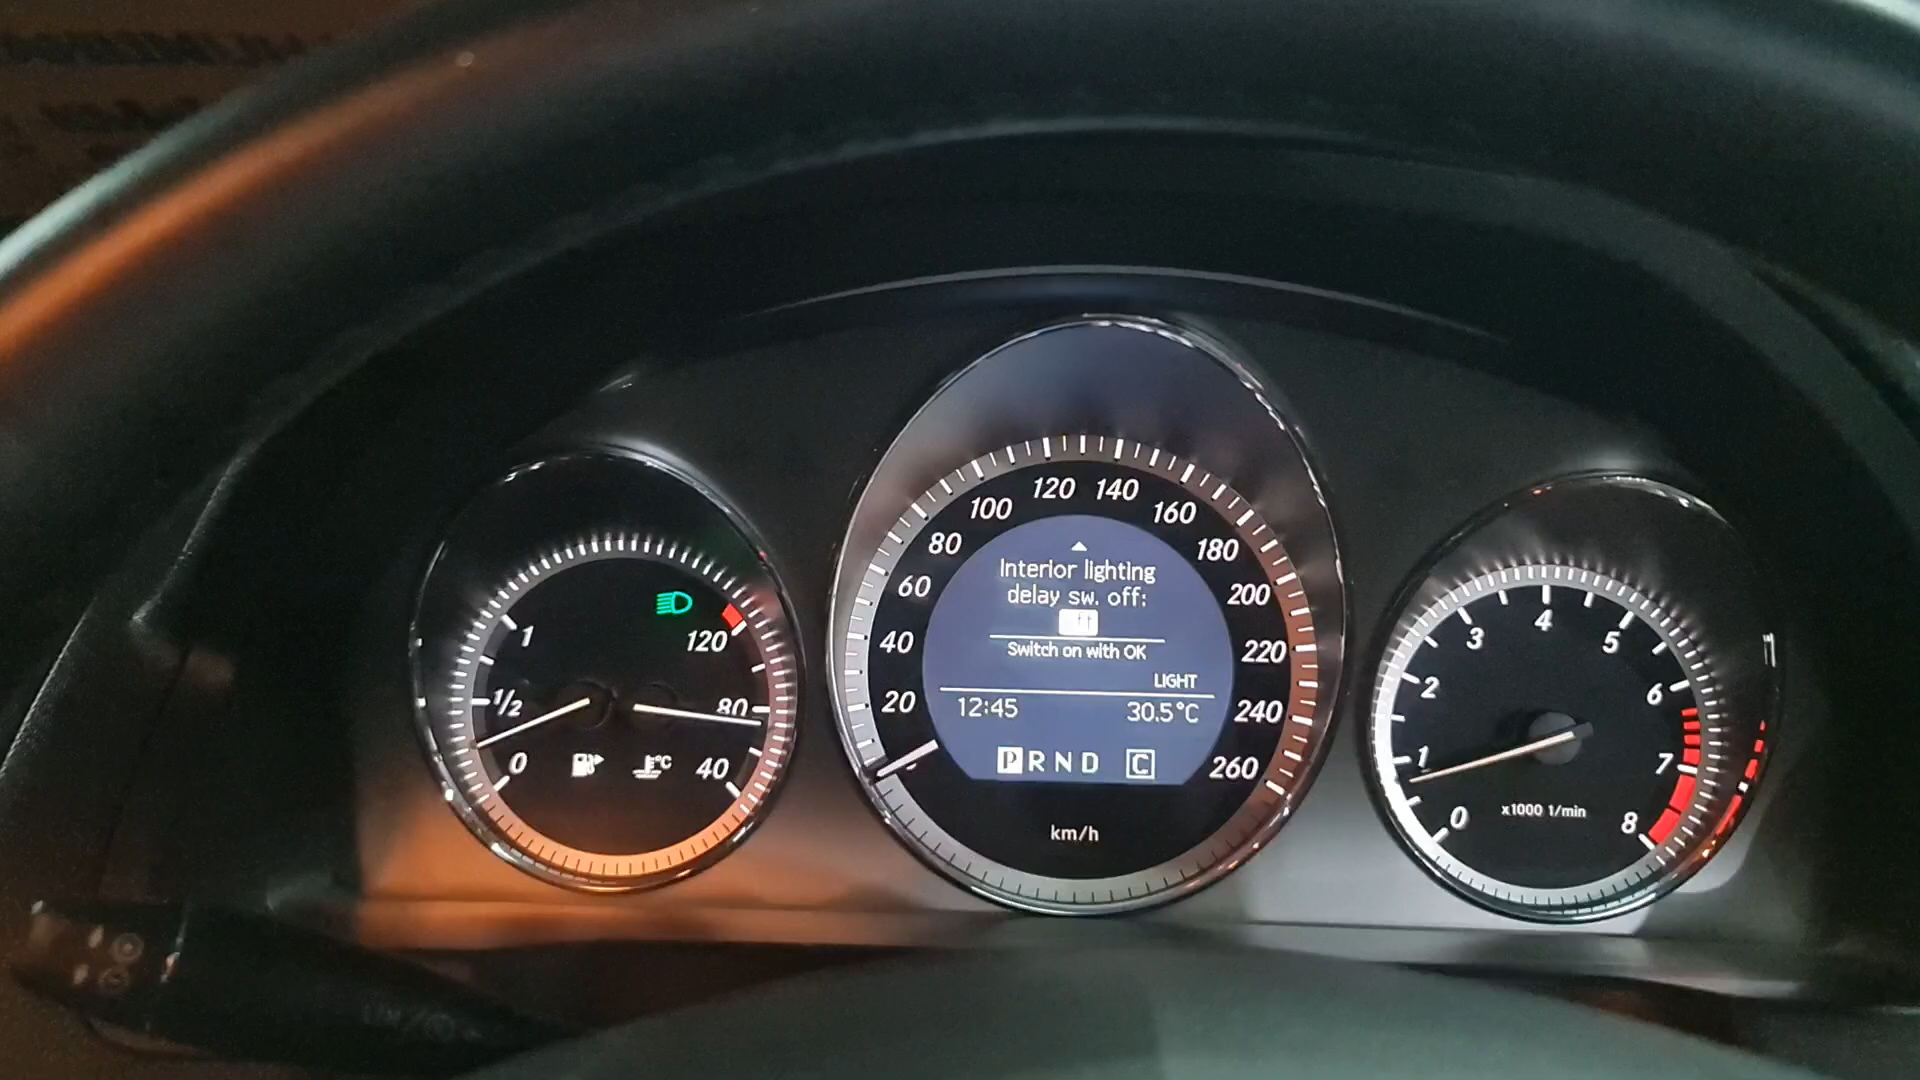 120 140
100 160
80 180
60 200
40 220
20 240
260
Interior lighting
delay sw. off:
Switch on with OK
LIGHT
12:45 30.5°C
P R N D C
km/h
1
1/2
0
120
80
40
°C
4
3 5
2 6
1 7
0 8
x1000 1/min